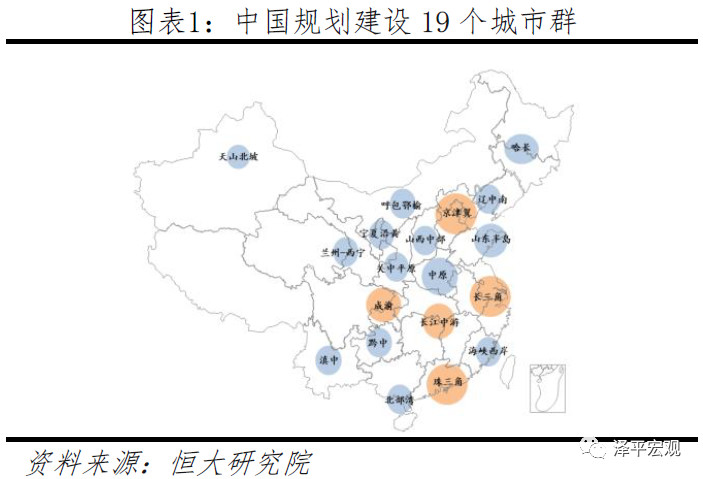 图表1：中国规划建设 19 个城市群
哈长
天山北坡
辽中南
呼包鄂榆
京津冀
宁夏沿黄
山西中部
山东半岛
兰州-西宁
关中平原
中原
长三角
成渝
长江中游
黔中
海峡西岸
滇中
珠三角
北部湾
泽平宏观
资料来源：恒大研究院